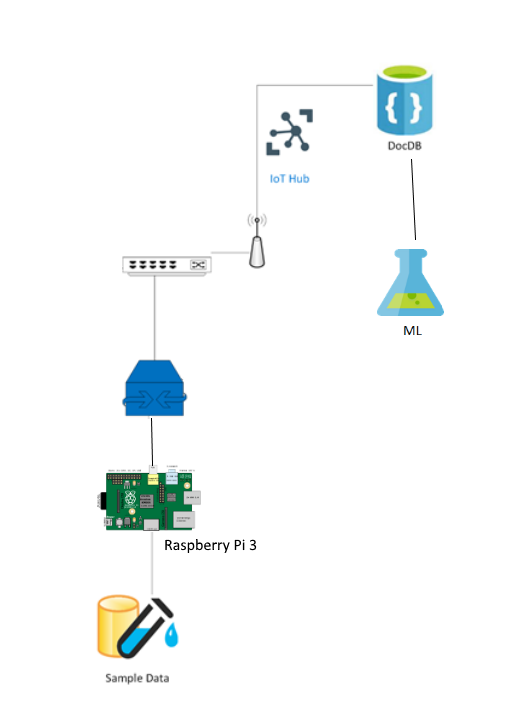 DocDB
IoT Hub
ML
Raspberry Pi 3
Sample Data